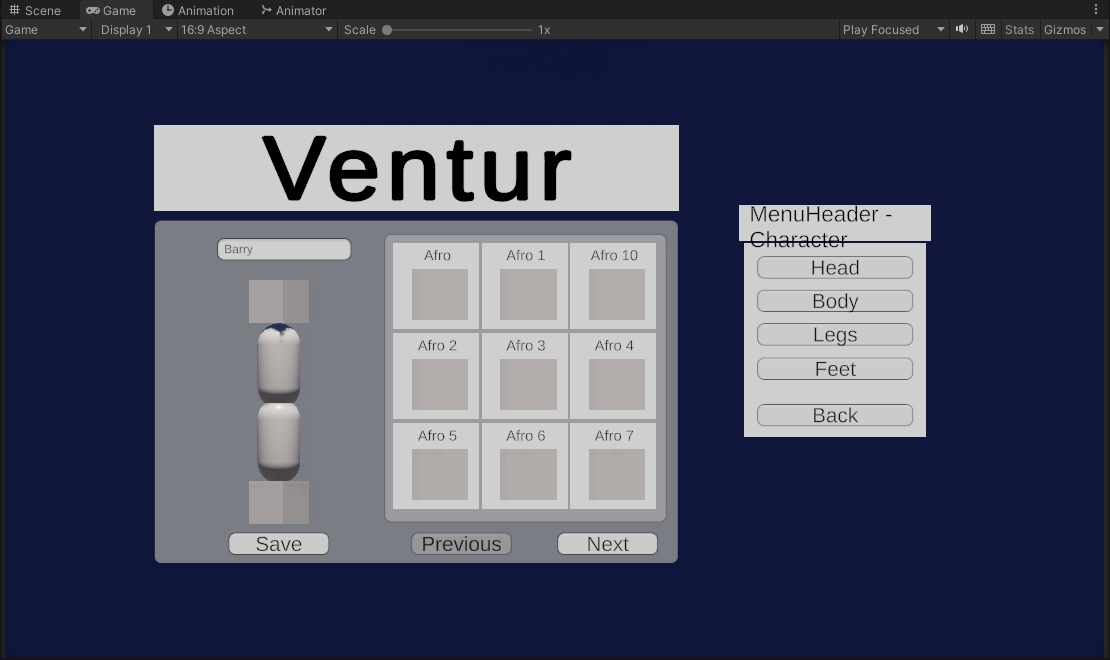 Scene Game Animation Animator
Game Display 1 16:9 Aspect Scale 1x Play Focused Stats Gizmos
Ventur
MenuHeader -
Character
Barry
Afro Afro 1 Afro 10
Head
Body
Legs
Afro 2 Afro 3 Afro 4
Feet
Back
Afro 5 Afro 6 Afro 7
Save Previous Next